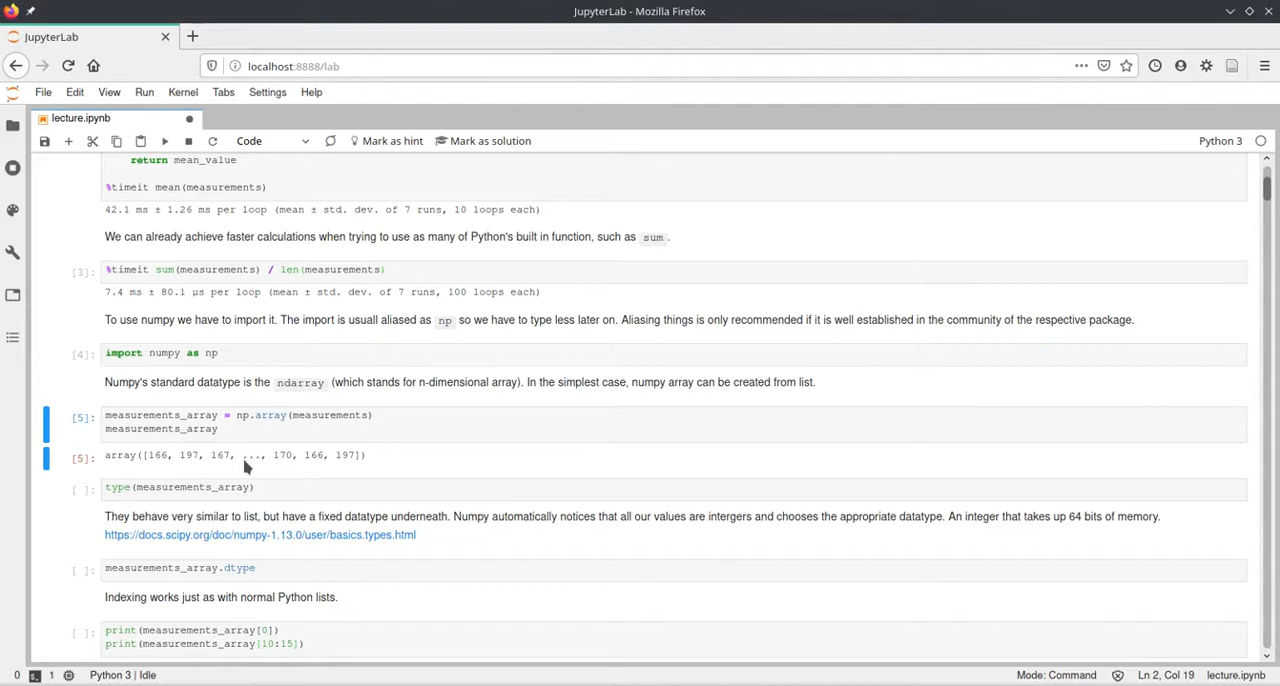 JupyterLab - Mozilla Firefox
JupyterLab
localhost:8888/lab
File Edit View Run Kernel Tabs Settings Help
lecture.ipynb
Code Mark as hint Mark as solution Python 3
return mean_value
%timeit mean(measurements)
42.1 ms ± 1.26 ms per loop (mean ± std. dev. of 7 runs, 10 loops each)
We can already achieve faster calculations when trying to use as many of Python's built in function, such as sum.
[3]: %timeit sum(measurements) / len(measurements)
7.4 ms ± 80.1 µs per loop (mean ± std. dev. of 7 runs, 100 loops each)
To use numpy we have to import it. The import is usuall aliased as np so we have to type less later on. Aliasing things is only recommended if it is well established in the community of the respective package.
[4]: import numpy as np
Numpy's standard datatype is the ndarray (which stands for n-dimensional array). In the simplest case, numpy array can be created from list.
[5]: measurements_array = np.array(measurements)
measurements_array
[5]: array([166, 197, 167, ..., 170, 166, 197])
[ ]: type(measurements_array)
They behave very similar to list, but have a fixed datatype underneath. Numpy automatically notices that all our values are intergers and chooses the appropriate datatype. An integer that takes up 64 bits of memory.
https://docs.scipy.org/doc/numpy-1.13.0/user/basics.types.html
[ ]: measurements_array.dtype
Indexing works just as with normal Python lists.
[ ]: print(measurements_array[0])
print(measurements_array[10:15])
0 1 Python 3 | Idle Mode: Command Ln 2, Col 19 lecture.ipynb